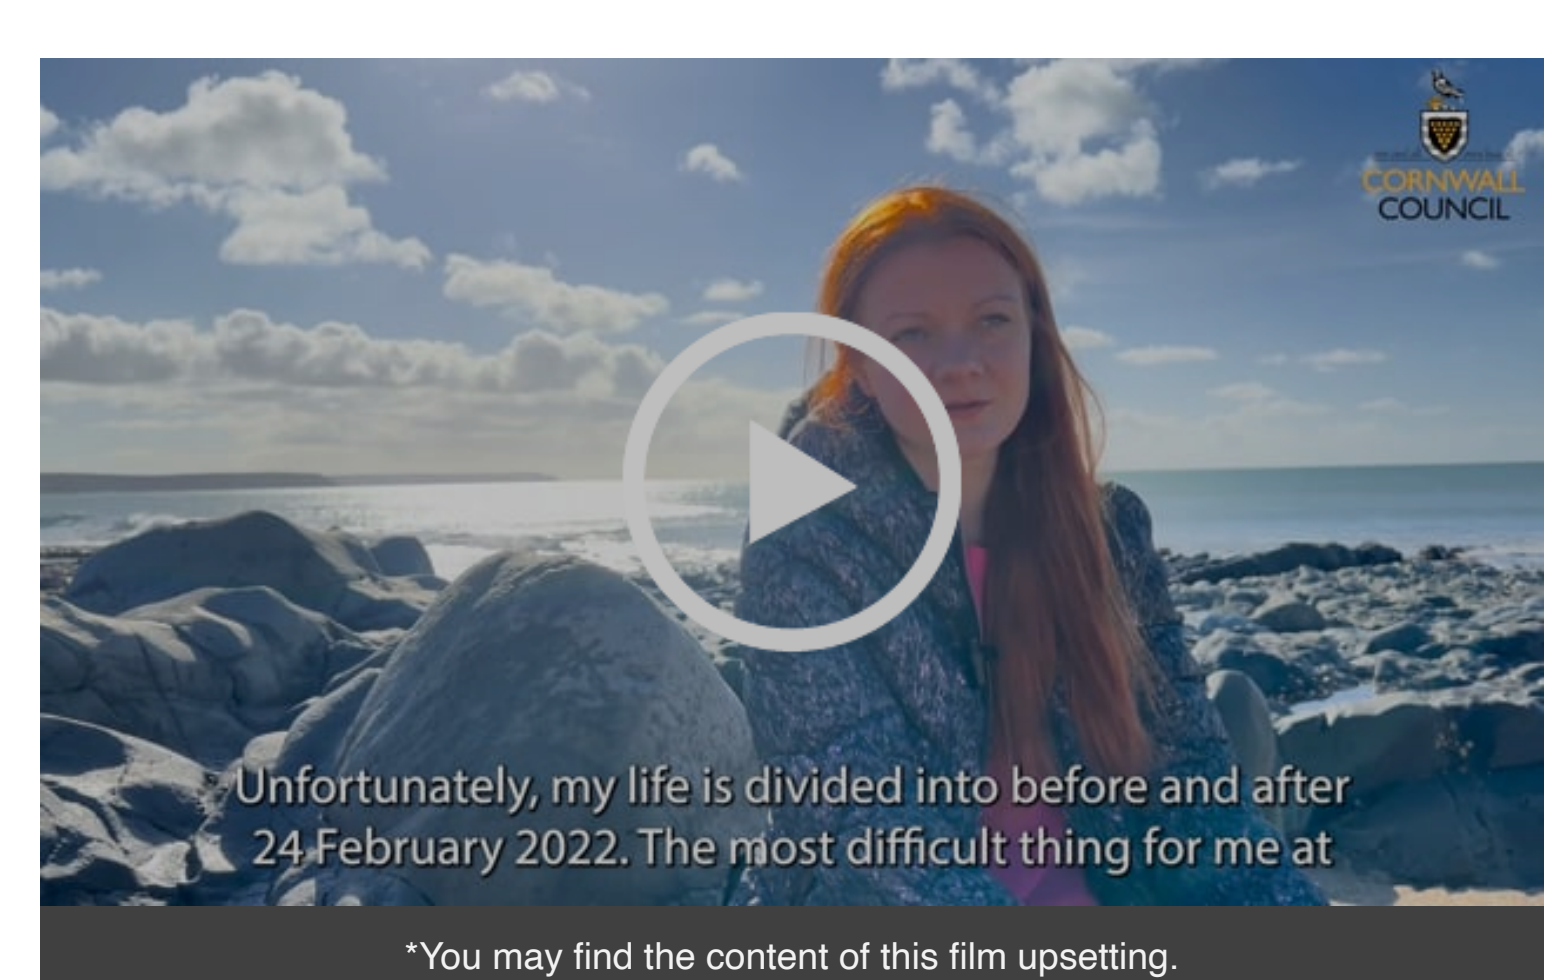 CORNWALL
COUNCIL
Unfortunately, my life is divided into before and after
24 February 2022. The most difficult thing for me at
*You may find the content of this film upsetting.